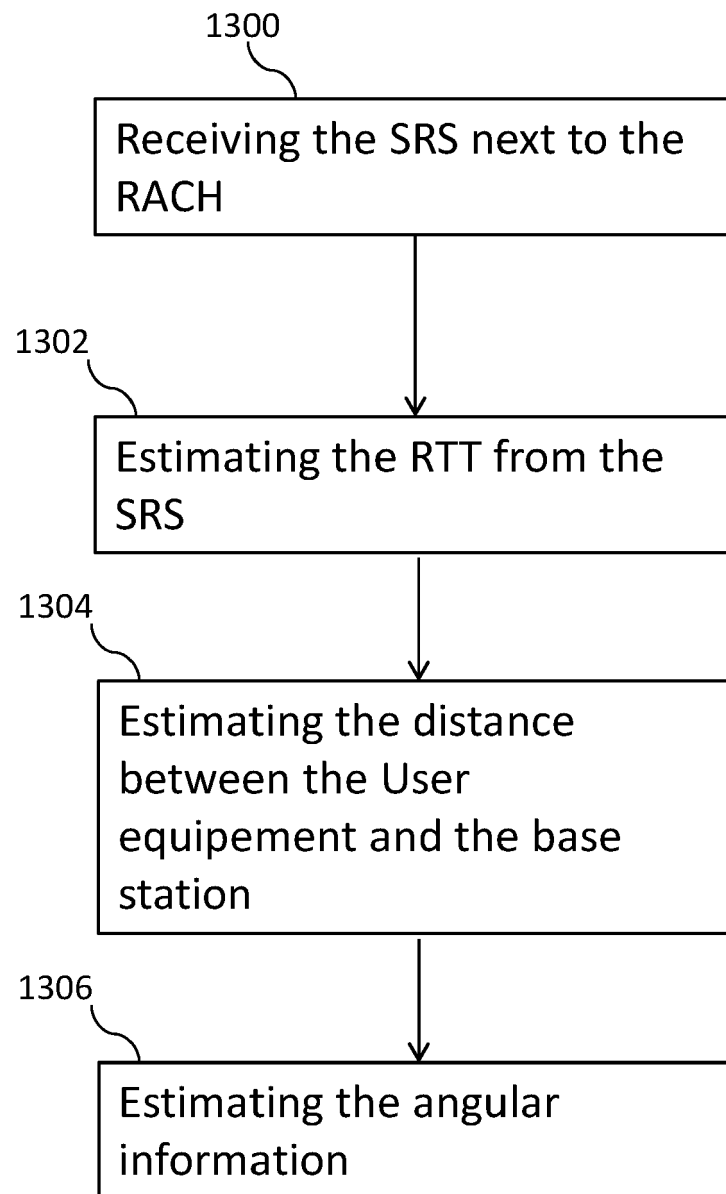 1300
Receiving the SRS next to the
RACH
1302
Estimating the RTT from the
SRS
1304
Estimating the distance
between the User
equipement and the base
station
1306
Estimating the angular
information